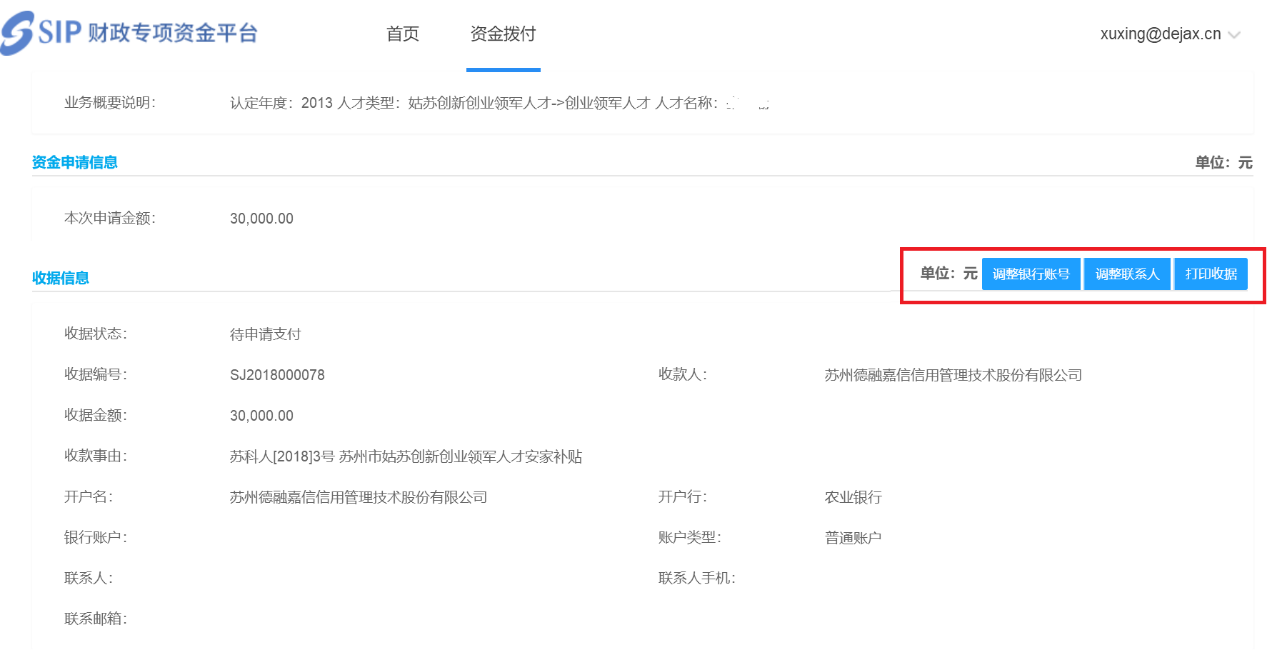 SIP 财政专项资金平台 首页 资金拨付 xuxing@dejax.cn
业务概要说明: 认定年度：2013 人才类型：姑苏创新创业领军人才->创业领军人才 人才名称：
资金申请信息 单位：元
本次申请金额: 30,000.00
收据信息 单位：元 调整银行账号 调整联系人 打印收据
收据状态: 待申请支付
收据编号: SJ2018000078 收款人: 苏州德融嘉信信用管理技术股份有限公司
收据金额: 30,000.00
收款事由: 苏科人[2018]3号 苏州市姑苏创新创业领军人才安家补贴
开户名: 苏州德融嘉信信用管理技术股份有限公司 开户行: 农业银行
银行账户: 账户类型: 普通账户
联系人: 联系人手机:
联系邮箱: